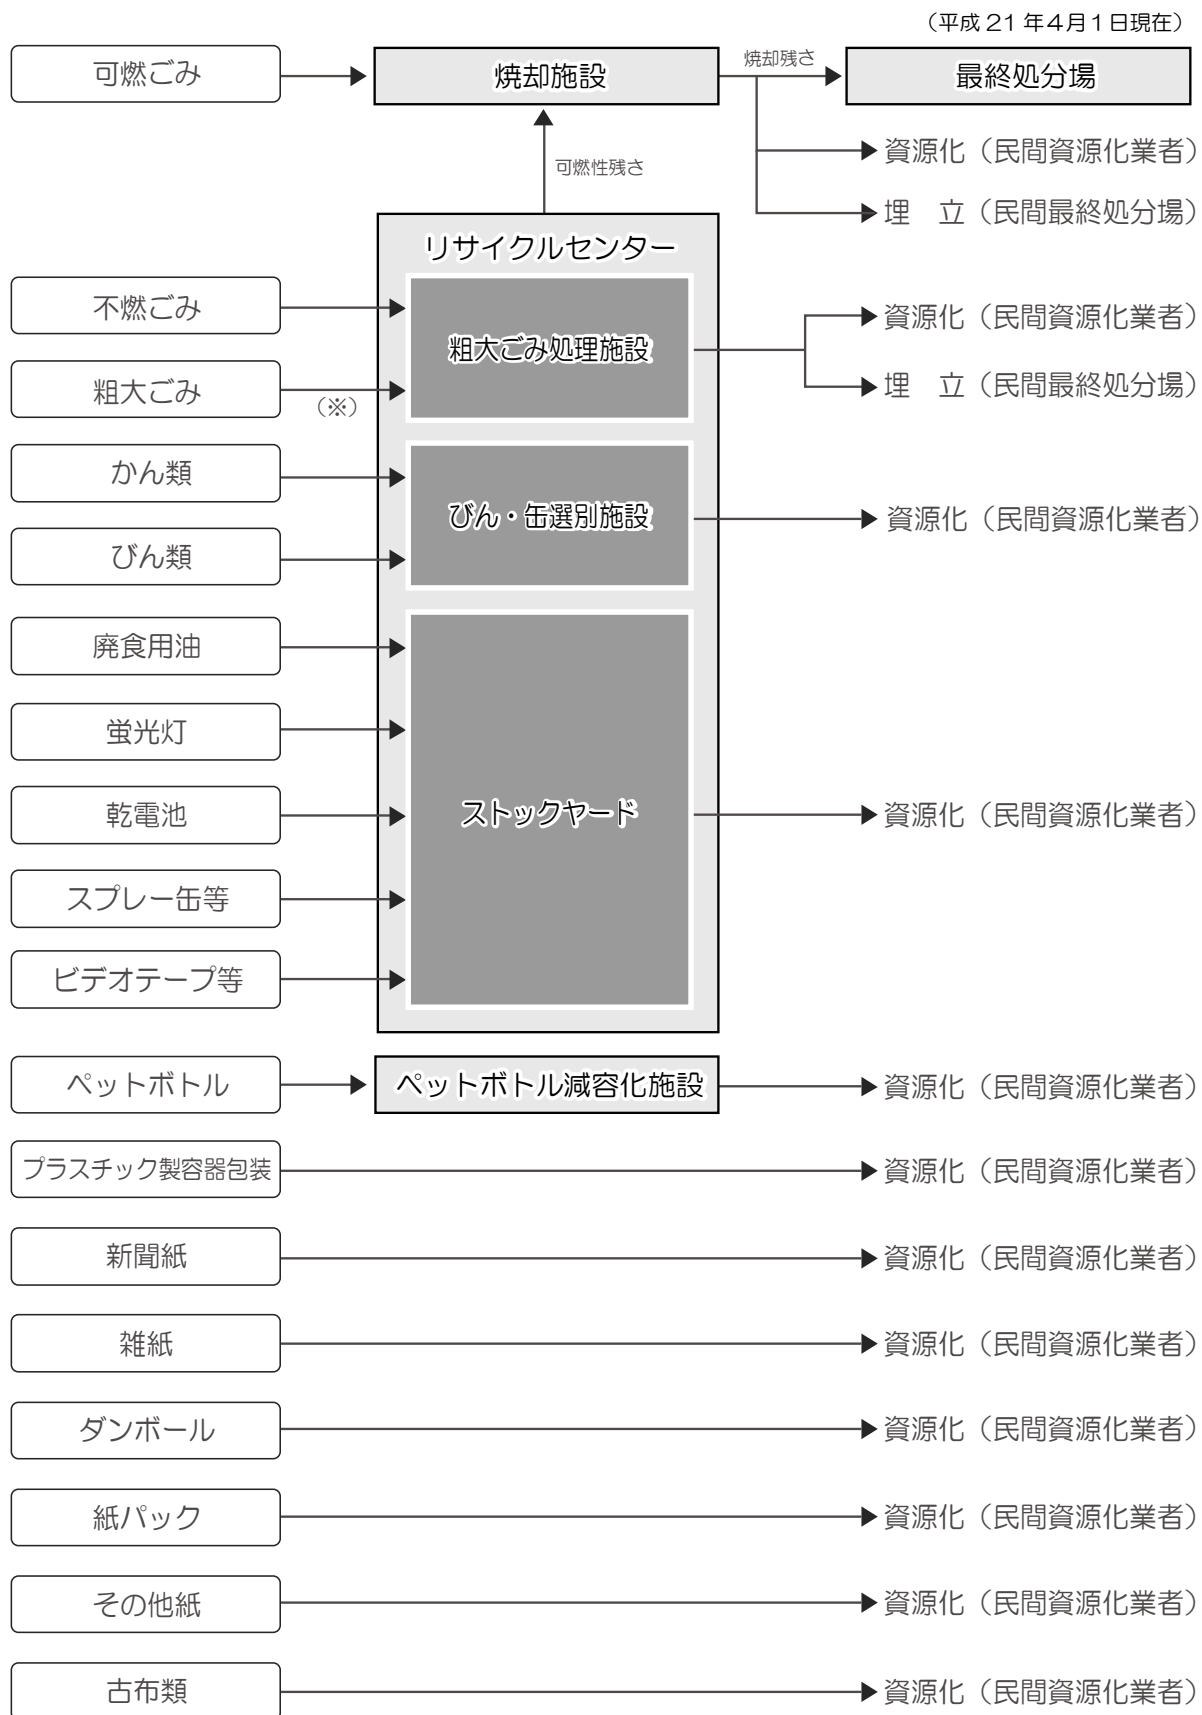 （平成 21 年４月１日現在）
可燃ごみ
焼却施設
焼却残さ
最終処分場
資源化（民間資源化業者）
可燃性残さ
埋　立（民間最終処分場）
リサイクルセンター
不燃ごみ
粗大ごみ処理施設
資源化（民間資源化業者）
粗大ごみ
（※）
埋　立（民間最終処分場）
かん類
びん・缶選別施設
資源化（民間資源化業者）
びん類
廃食用油
蛍光灯
乾電池
ストックヤード
資源化（民間資源化業者）
スプレー缶等
ビデオテープ等
ペットボトル
ペットボトル減容化施設
資源化（民間資源化業者）
プラスチック製容器包装
資源化（民間資源化業者）
新聞紙
資源化（民間資源化業者）
雑紙
資源化（民間資源化業者）
ダンボール
資源化（民間資源化業者）
紙パック
資源化（民間資源化業者）
その他紙
資源化（民間資源化業者）
古布類
資源化（民間資源化業者）